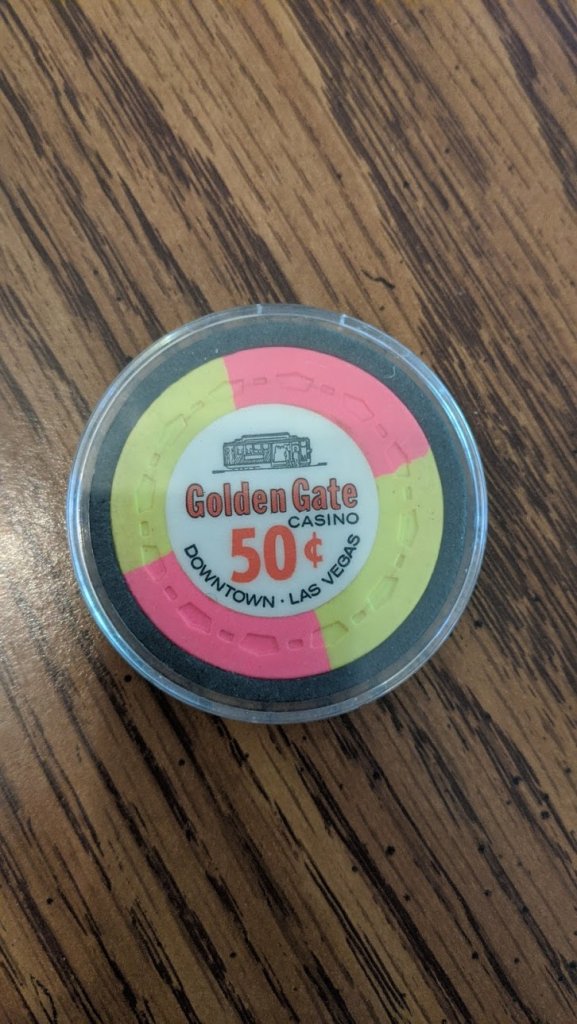 Golden Gate
CASINO
50¢
DOWNTOWN · LAS VEGAS